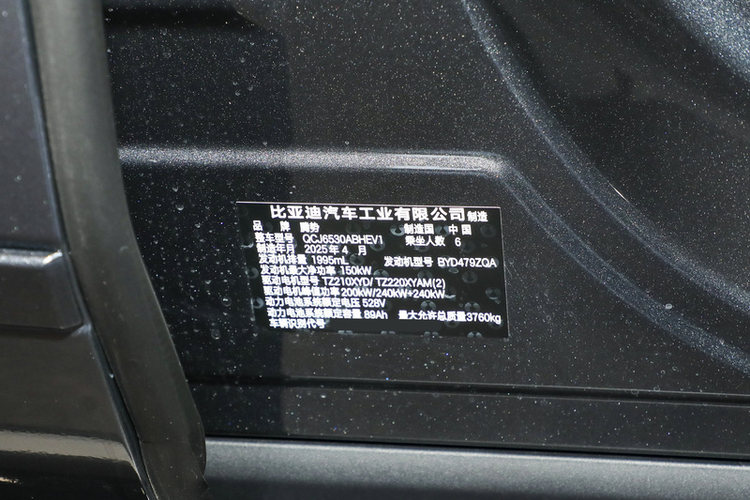 比亚迪汽车工业有限公司 制造
品 牌 腾势 制造国 中 国
整车型号 QCJ6530ABHEV1 乘坐人数 6
制造年月 2025 年 4 月
发动机排量 1995mL 发动机型号 BYD479ZQA
发动机最大净功率 150kW
驱动电机型号 TZ210XYD/ TZ220XYAM(2)
驱动电机峰值功率 200kW/240kW+240kW
动力电池系统额定电压 528V
动力电池系统额定容量 89Ah 最大允许总质量3760kg
车辆识别代号